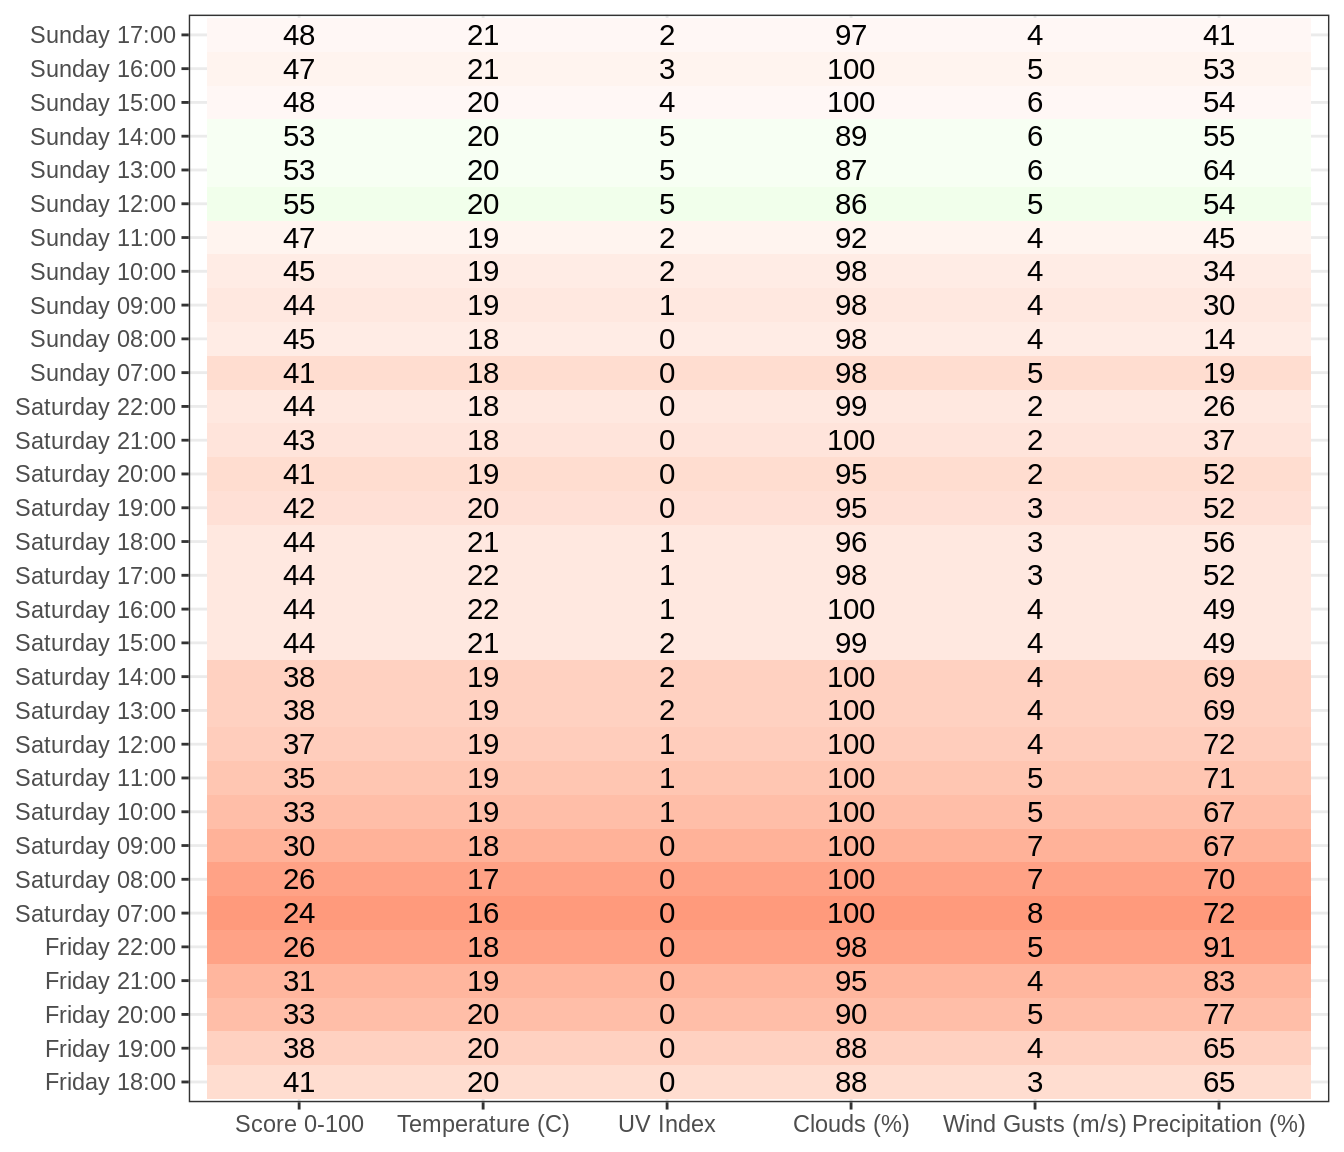 Sunday 17:00 48 21 2 97 4 41
Sunday 16:00 47 21 3 100 5 53
Sunday 15:00 48 20 4 100 6 54
Sunday 14:00 53 20 5 89 6 55
Sunday 13:00 53 20 5 87 6 64
Sunday 12:00 55 20 5 86 5 54
Sunday 11:00 47 19 2 92 4 45
Sunday 10:00 45 19 2 98 4 34
Sunday 09:00 44 19 1 98 4 30
Sunday 08:00 45 18 0 98 4 14
Sunday 07:00 41 18 0 98 5 19
Saturday 22:00 44 18 0 99 2 26
Saturday 21:00 43 18 0 100 2 37
Saturday 20:00 41 19 0 95 2 52
Saturday 19:00 42 20 0 95 3 52
Saturday 18:00 44 21 1 96 3 56
Saturday 17:00 44 22 1 98 3 52
Saturday 16:00 44 22 1 100 4 49
Saturday 15:00 44 21 2 99 4 49
Saturday 14:00 38 19 2 100 4 69
Saturday 13:00 38 19 2 100 4 69
Saturday 12:00 37 19 1 100 4 72
Saturday 11:00 35 19 1 100 5 71
Saturday 10:00 33 19 1 100 5 67
Saturday 09:00 30 18 0 100 7 67
Saturday 08:00 26 17 0 100 7 70
Saturday 07:00 24 16 0 100 8 72
Friday 22:00 26 18 0 98 5 91
Friday 21:00 31 19 0 95 4 83
Friday 20:00 33 20 0 90 5 77
Friday 19:00 38 20 0 88 4 65
Friday 18:00 41 20 0 88 3 65
Score 0-100 Temperature (C) UV Index Clouds (%) Wind Gusts (m/s) Precipitation (%)